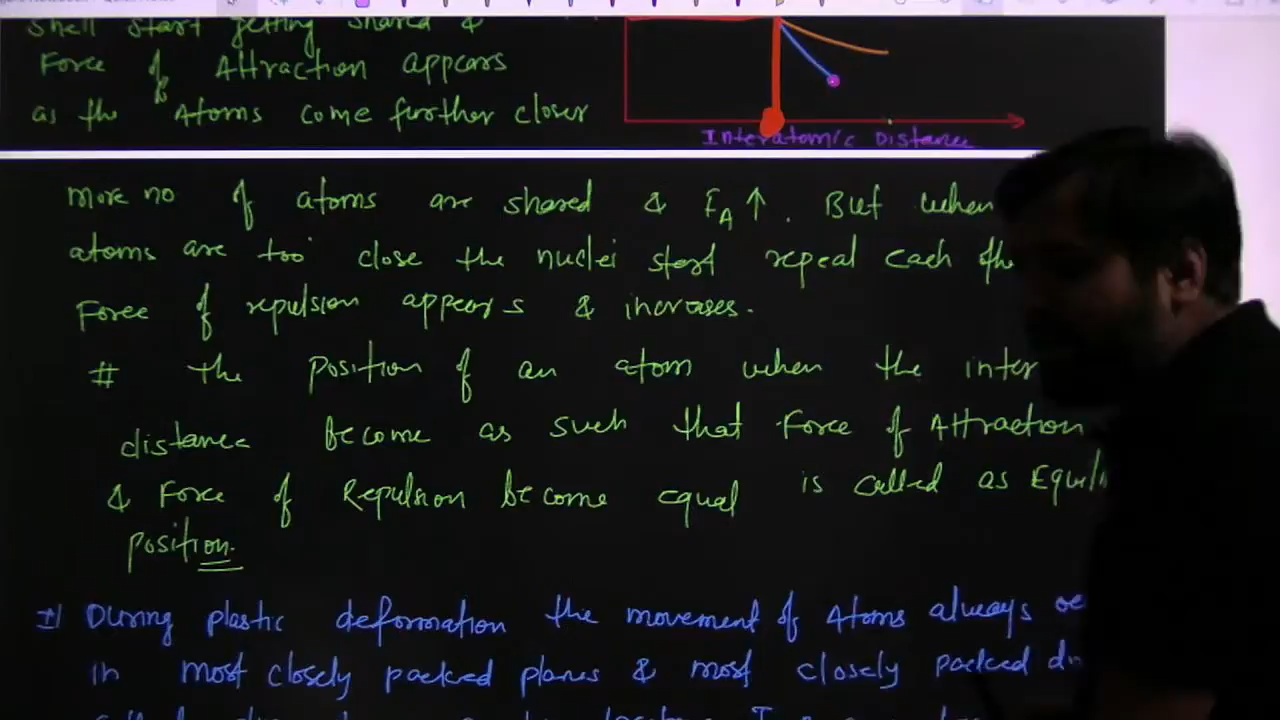 Shell start getting shared &
Force of Attraction appears
as the Atoms come further closer
Interatomic Distance
more no of atoms are shared & FA ↑. But when
atoms are too close the nuclei start repeal each
Force of repulsion appears & increases.
# the position of an atom when the inter
distance become as such that Force of Attraction
& Force of Repulsion become equal is called as Equili
position.
During plastic deformation the movement of Atoms always
in most closely packed planes & most closely packed